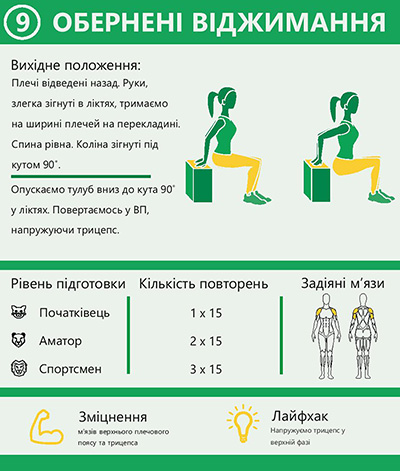 9 ОБЕРНЕНІ ВІДЖИМАННЯ
Вихідне положення:
Плечі відведені назад. Руки,
злегка зігнуті в ліктях, тримаємо
на ширині плечей на перекладині.
Спина рівна. Коліна зігнуті під
кутом 90˚.
Опускаємо тулуб вниз до кута 90˚
у ліктях. Повертаємось у ВП,
напружуючи трицепс.
Рівень підготовки Кількість повторень Задіяні м’язи
Початківець 1 x 15
Аматор 2 x 15
Спортсмен 3 x 15
Зміцнення
м'язів верхнього плечового
поясу та трицепса
Лайфхак
Напружуємо трицепс у
верхній фазі